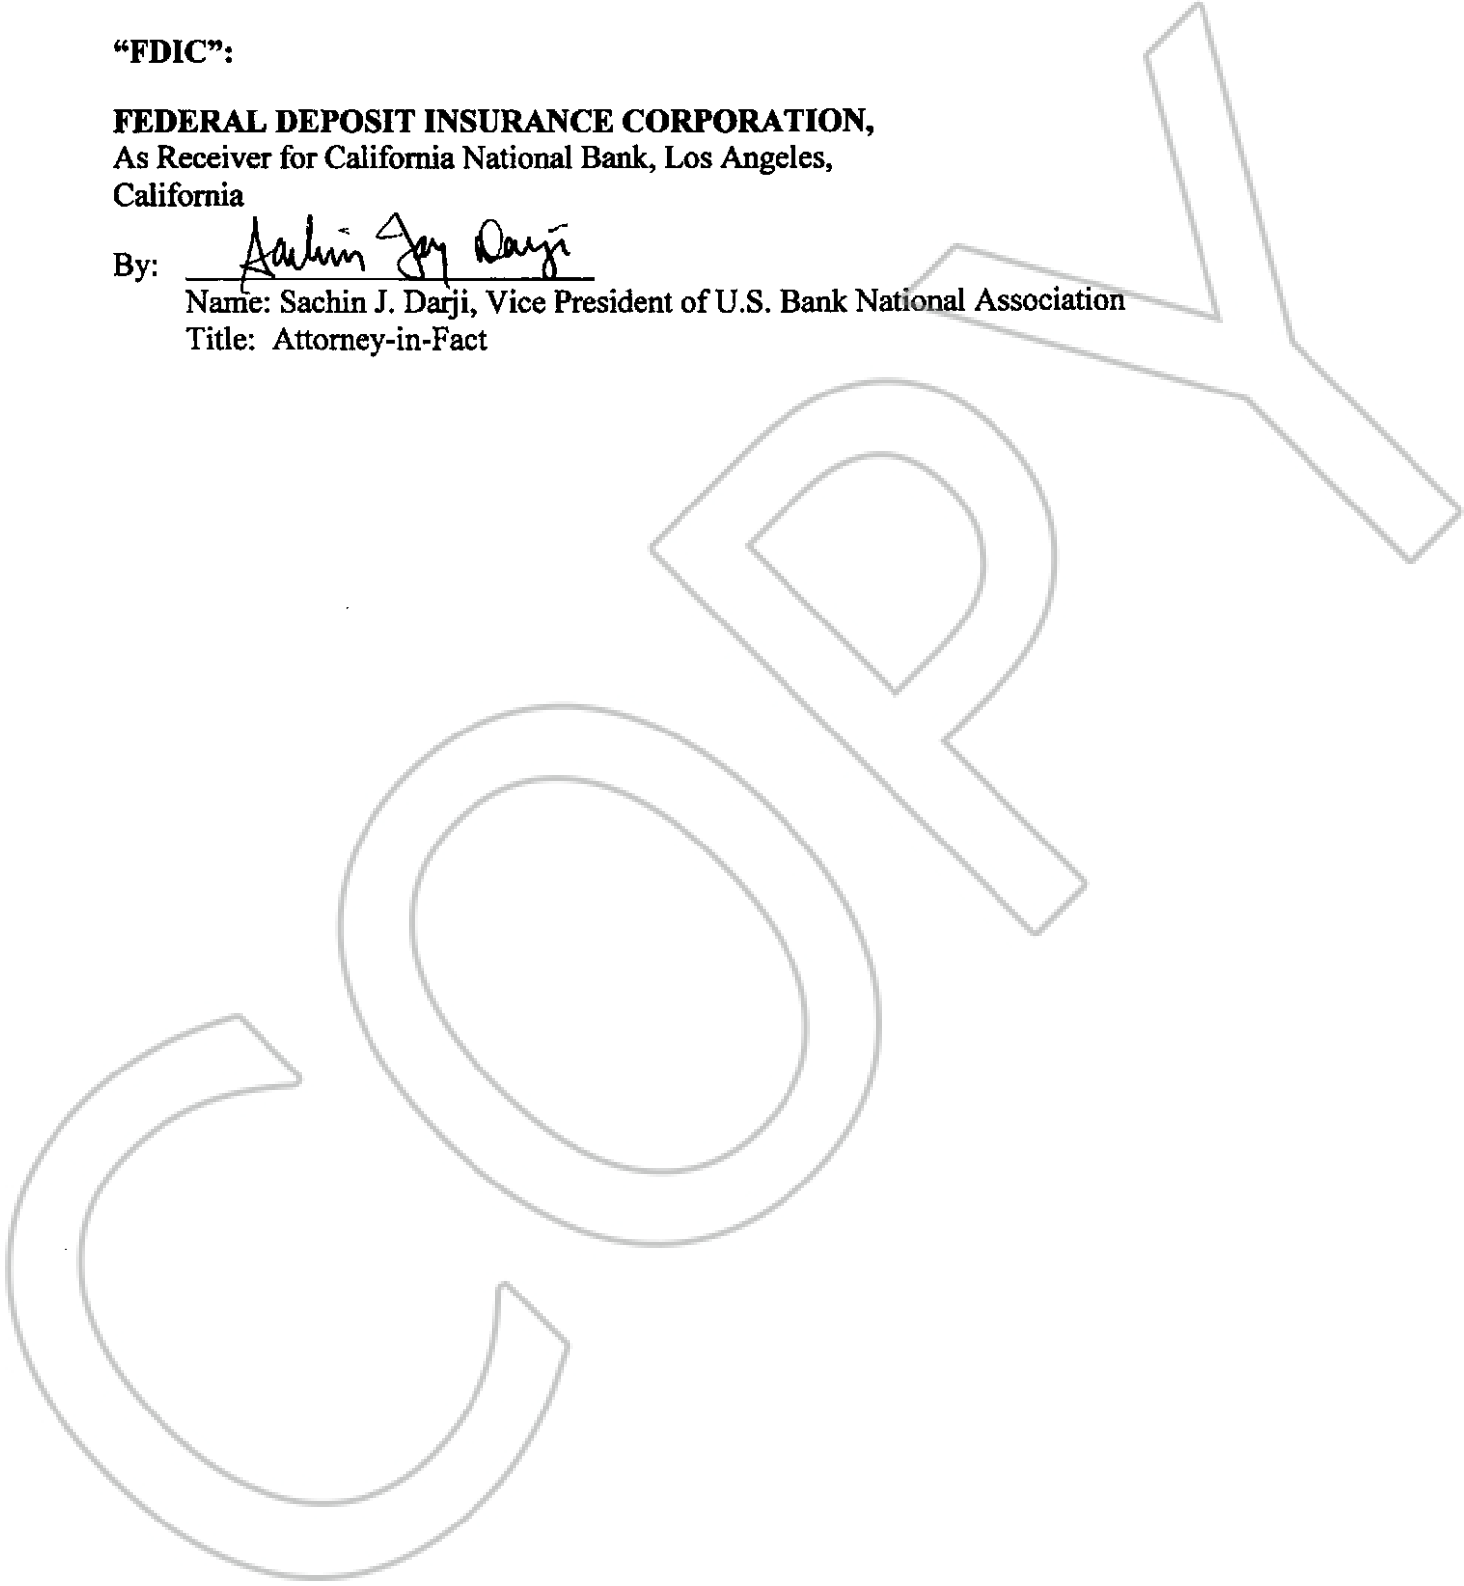 “FDIC”:
FEDERAL DEPOSIT INSURANCE CORPORATION,
As Receiver for California National Bank, Los Angeles,
California
By: Sachin Jay Darji
Name: Sachin J. Darji, Vice President of U.S. Bank National Association
Title: Attorney-in-Fact
COPY